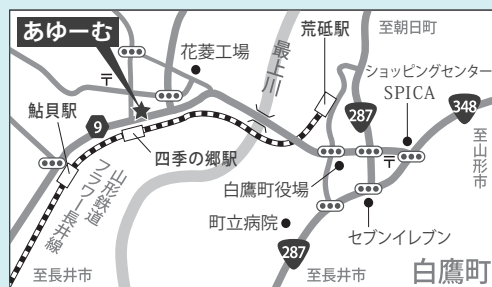 あゆーむ
荒砥駅
至朝日町
花菱工場
最上川
ショッピングセンター
SPICA
〒
鮎貝駅
9
287
348
四季の郷駅
〒
至山形市
白鷹町役場
山形鉄道
フラワー長井線
町立病院
セブンイレブン
287
至長井市
至長井市
白鷹町